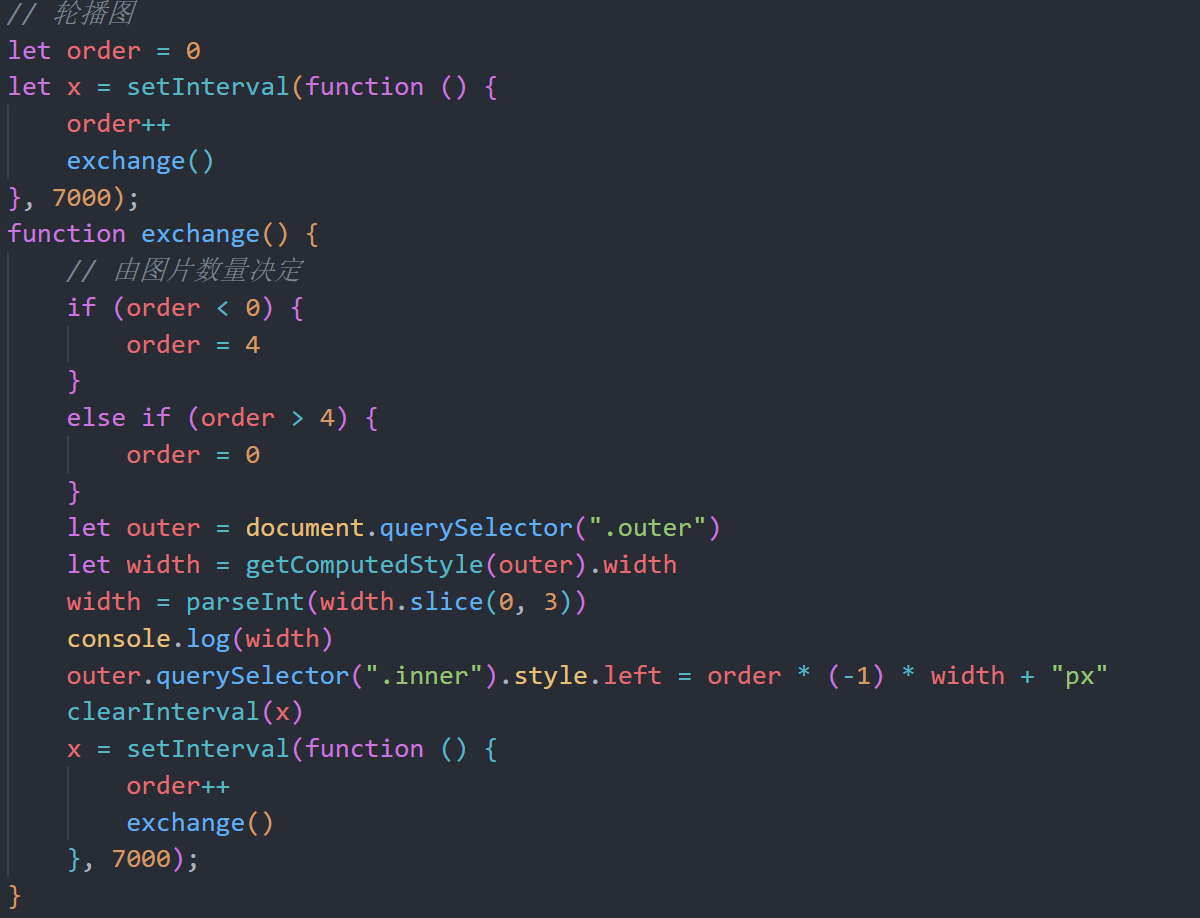 // 轮播图
let order = 0
let x = setInterval(function () {
    order++
    exchange()
}, 7000);
function exchange() {
    // 由图片数量决定
    if (order < 0) {
        order = 4
    }
    else if (order > 4) {
        order = 0
    }
    let outer = document.querySelector(".outer")
    let width = getComputedStyle(outer).width
    width = parseInt(width.slice(0, 3))
    console.log(width)
    outer.querySelector(".inner").style.left = order * (-1) * width + "px"
    clearInterval(x)
    x = setInterval(function () {
        order++
        exchange()
    }, 7000);
}